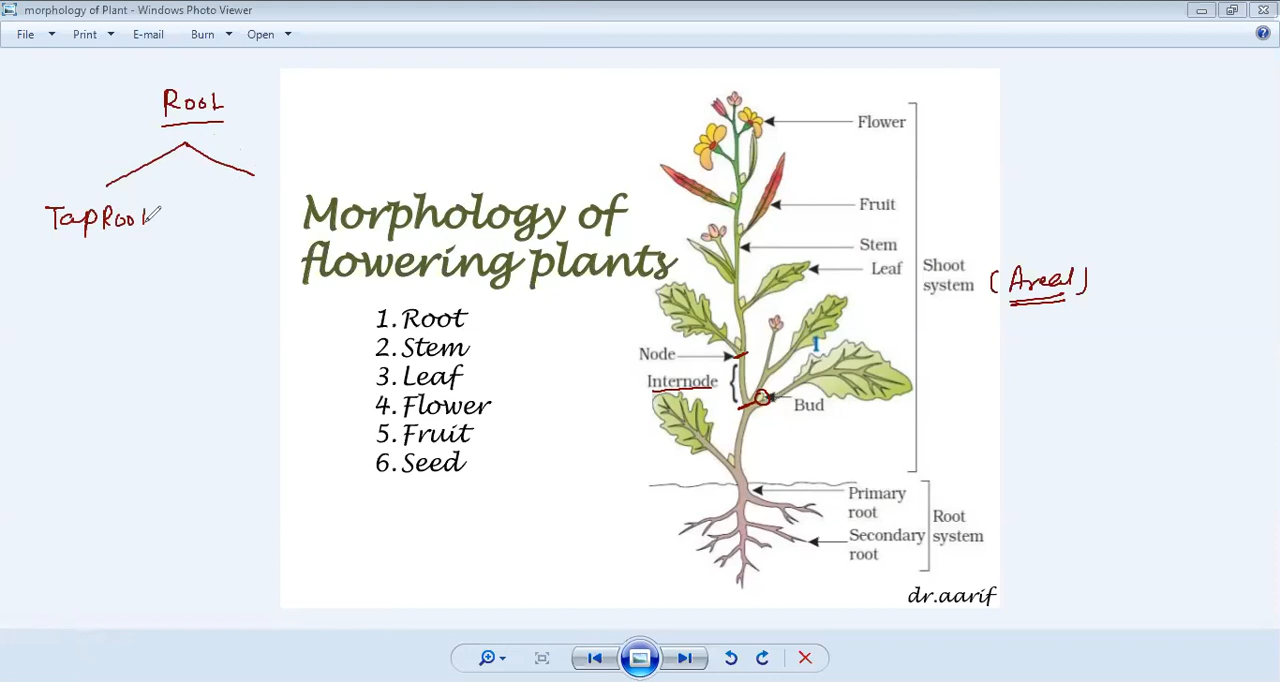 morphology of Plant - Windows Photo Viewer
File Print E-mail Burn Open
Root
TapRoot
Morphology of
flowering plants
1. Root
2. Stem
3. Leaf
4. Flower
5. Fruit
6. Seed
Flower
Fruit
Stem
Leaf
Shoot
system
(Areal)
Node
Internode
Bud
Primary
root
Secondary
root
Root
system
dr.aarif